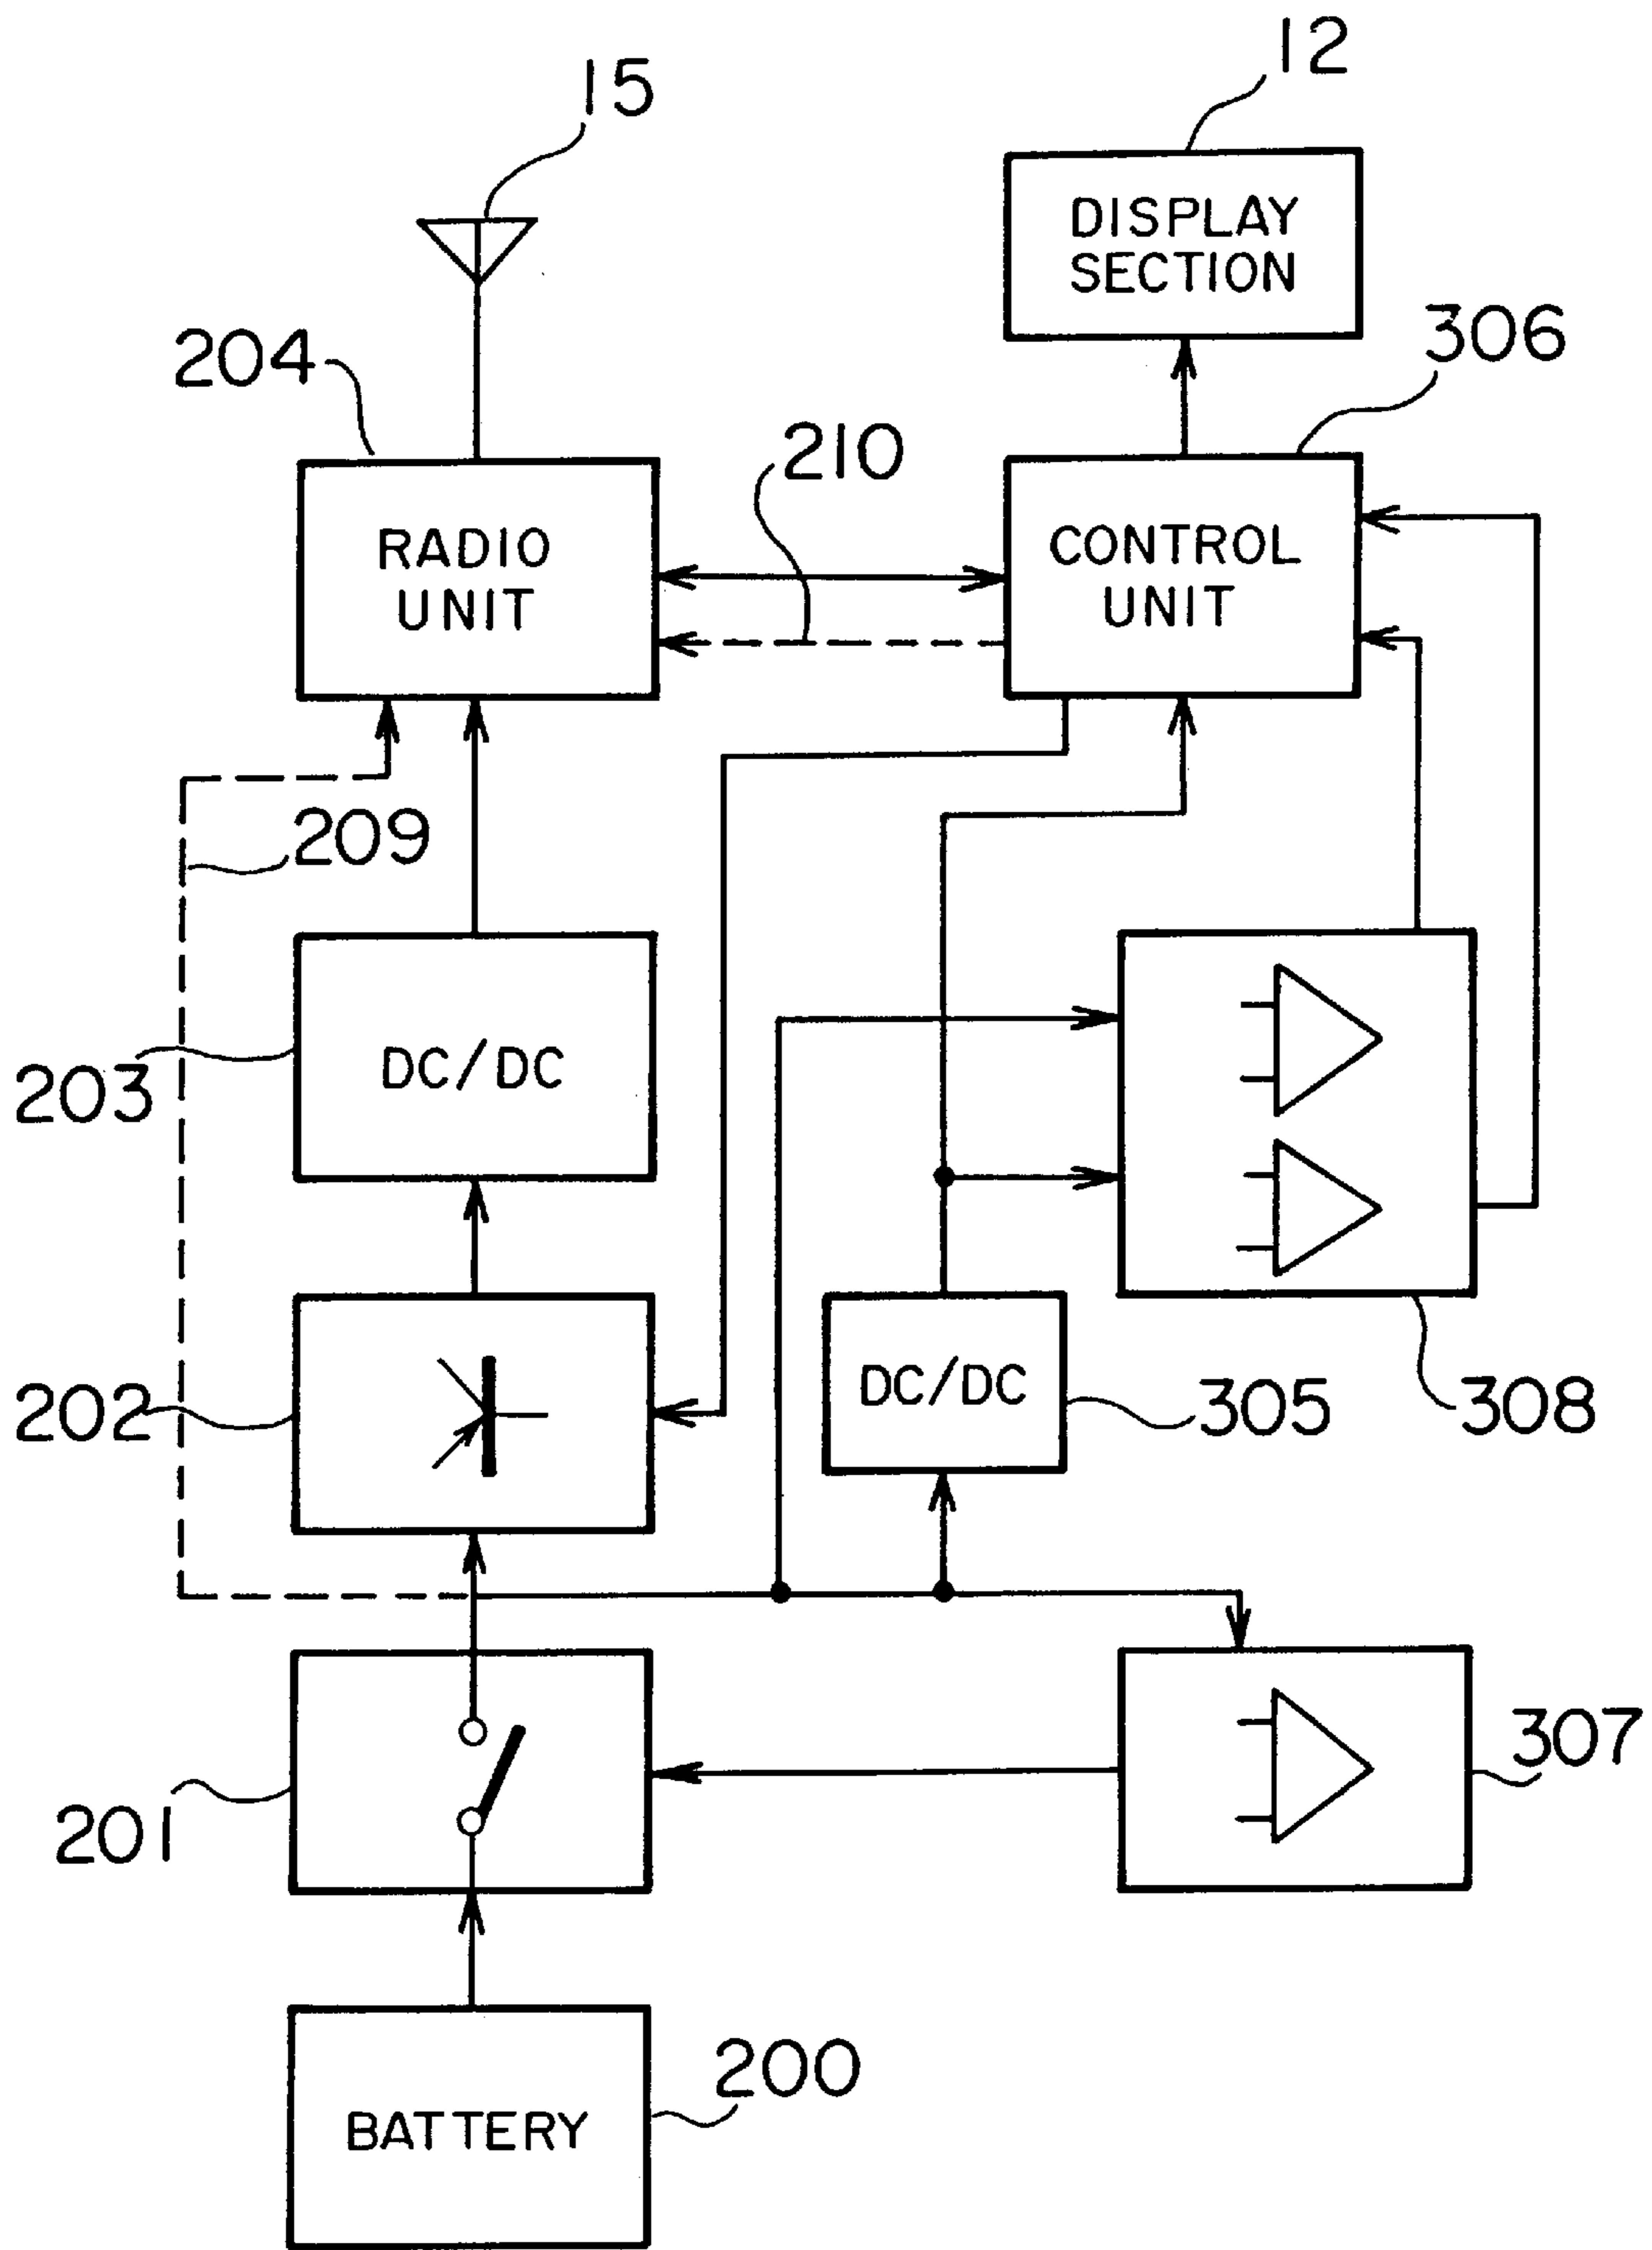 12
15
DISPLAY
SECTION
306
204
210
RADIO
UNIT
CONTROL
UNIT
209
DC/DC
203
DC/DC
202
305
308
307
201
200
BATTERY